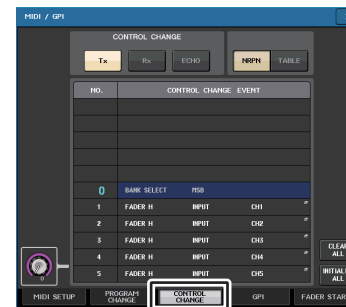 MIDI / GPI
CONTROL CHANGE
Tx Rx ECHO NRPN TABLE
NO. CONTROL CHANGE EVENT
0 BANK SELECT MSB
1 FADER H INPUT CH1
2 FADER H INPUT CH2
3 FADER H INPUT CH3
4 FADER H INPUT CH4
5 FADER H INPUT CH5
CLEAR
ALL
INITIAL
ALL
MIDI SETUP PROGRAM CHANGE CONTROL CHANGE GPI FADER STAR